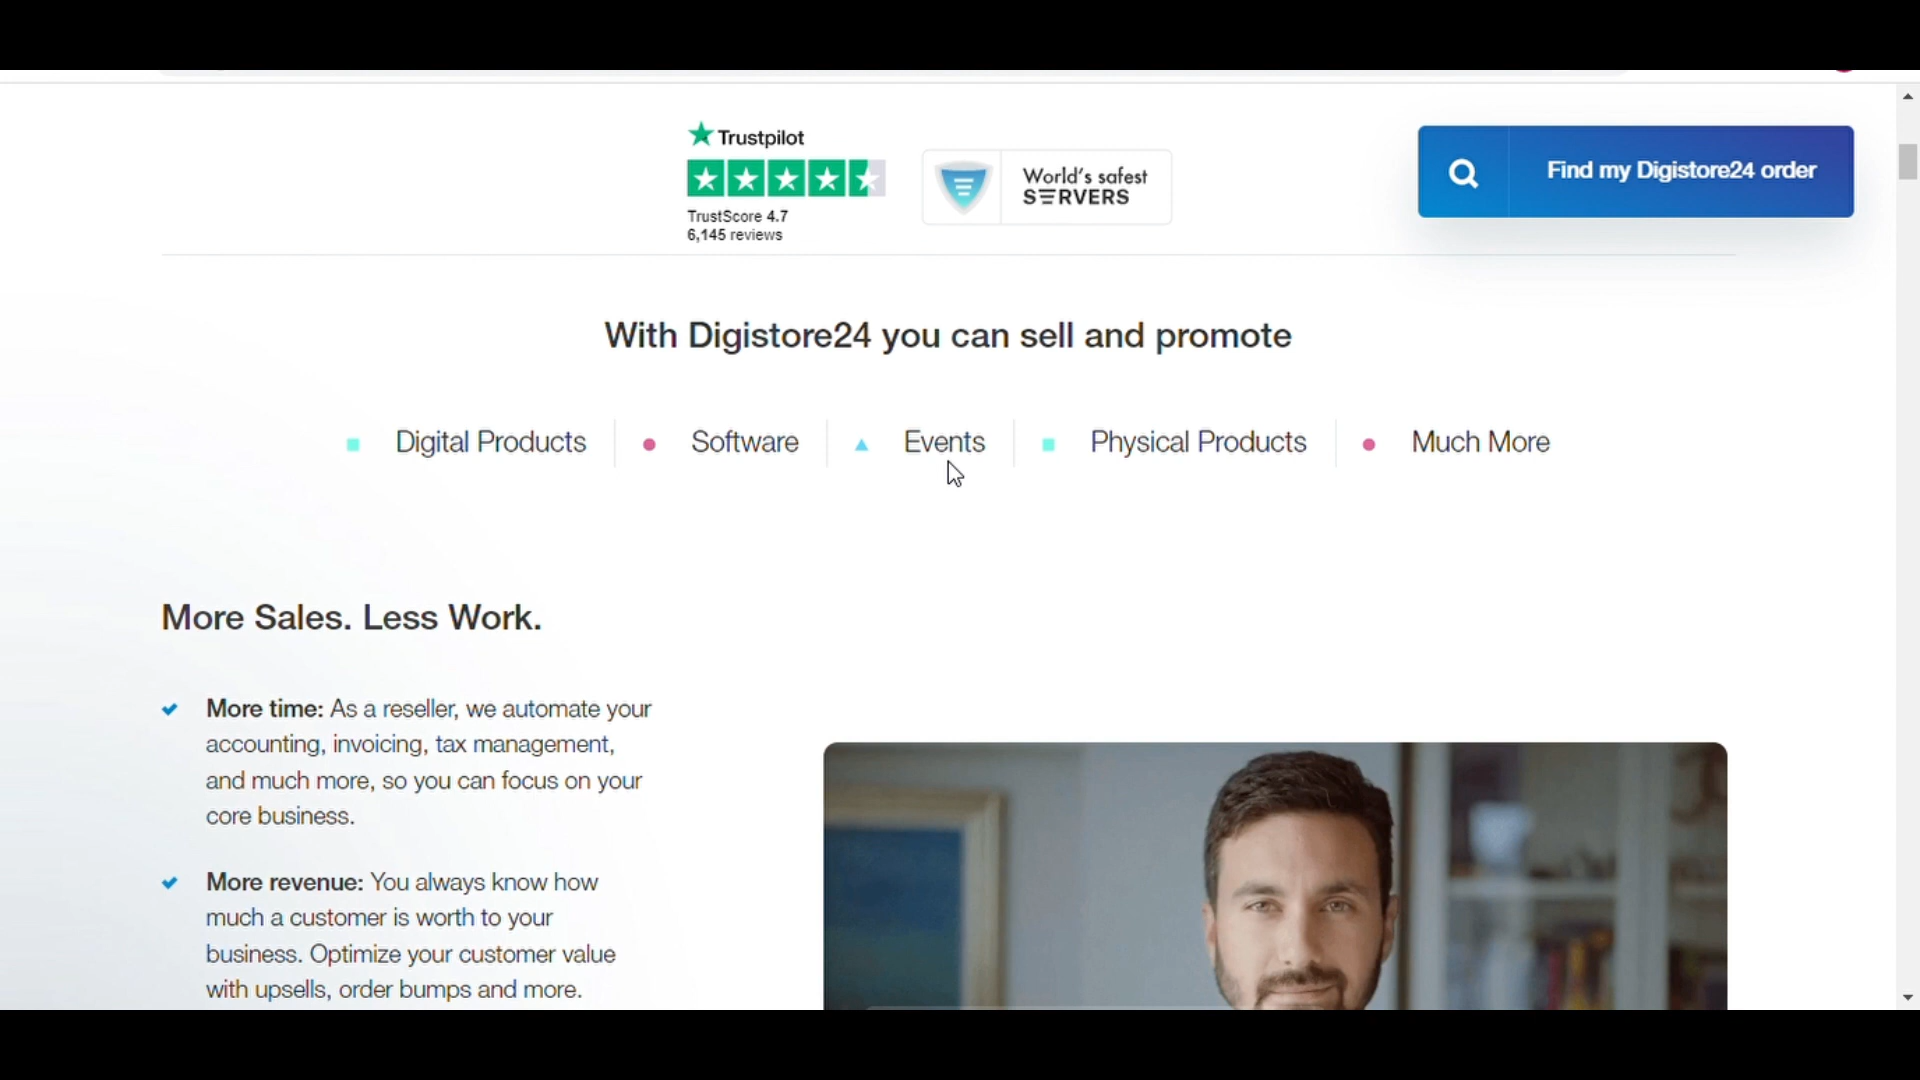 Trustpilot
TrustScore 4.7
6,145 reviews
World's safest
SERVERS
Find my Digistore24 order
With Digistore24 you can sell and promote
Digital Products
Software
Events
Physical Products
Much More
More Sales. Less Work.
More time: As a reseller, we automate your
accounting, invoicing, tax management,
and much more, so you can focus on your
core business.
More revenue: You always know how
much a customer is worth to your
business. Optimize your customer value
with upsells, order bumps and more.